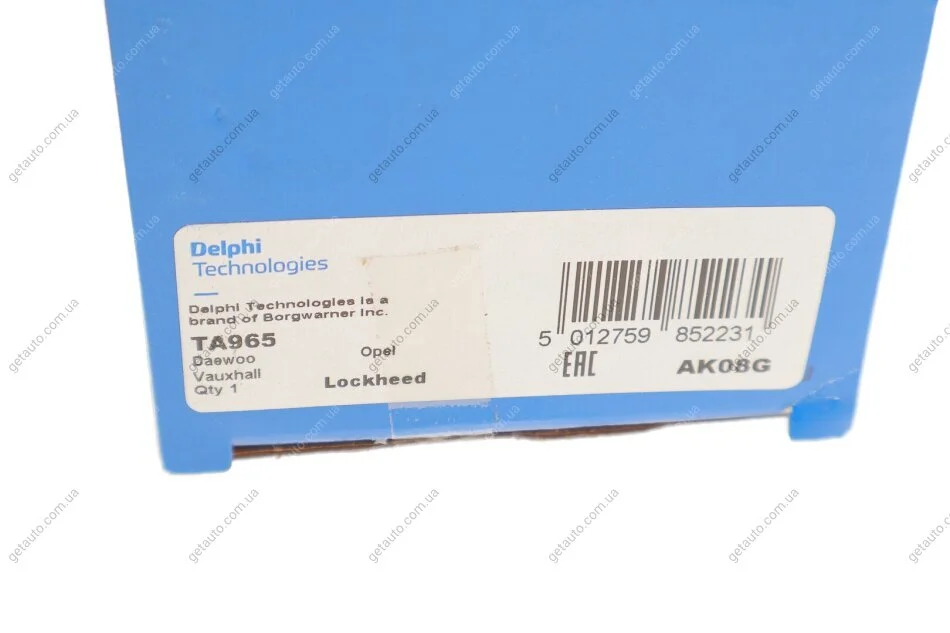 Delphi
Technologies
Delphi Technologies is a
brand of Borgwarner Inc.
TA965
Daewoo
Opel
Vauxhall
Lockheed
Qty 1
5 012759 852231
EAC
AK08G
getauto.com.ua